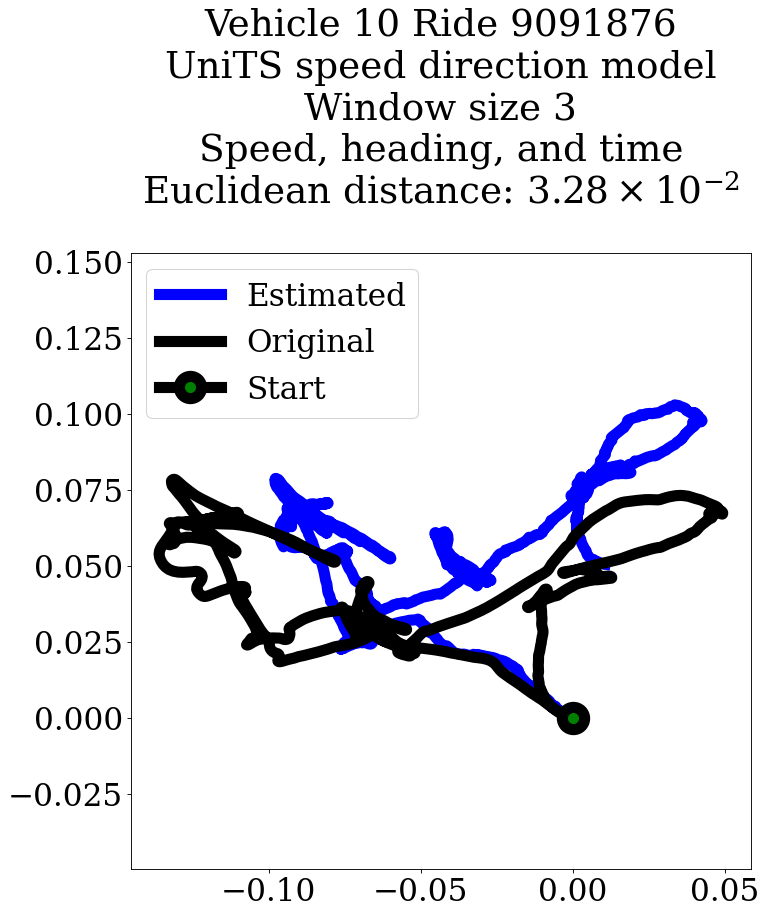 Vehicle 10 Ride 9091876
UniTS speed direction model
Window size 3
Speed, heading, and time
Euclidean distance: 3.28 × 10⁻²
0.150
Estimated
0.125
Original
Start
0.100
0.075
0.050
0.025
0.000
−0.025
−0.10 −0.05 0.00 0.05